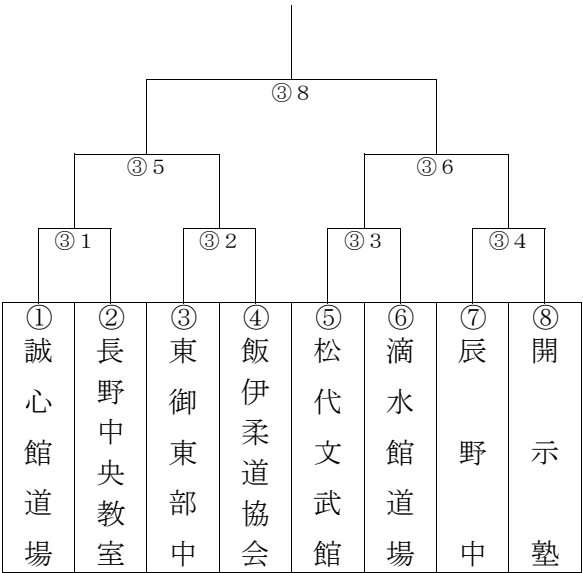 ③８
③５
③６
③１
③２
③３
③４
①誠心館道場
②長野中央教室
③東御東部中
④飯伊柔道協会
⑤松代文武館
⑥滴水館道場
⑦辰野中
⑧開示塾